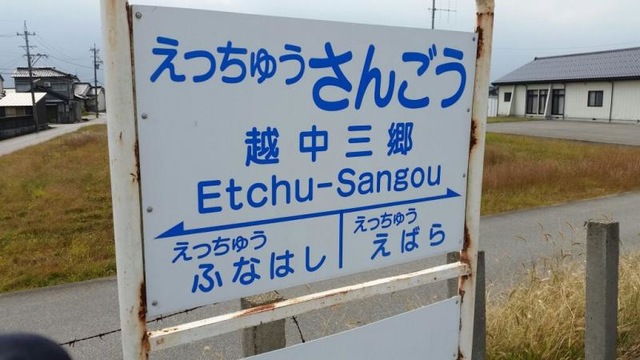 えっちゅうさんごう
越中三郷
Etchu-Sangou
えっちゅう えっちゅう
ふなはし えばら